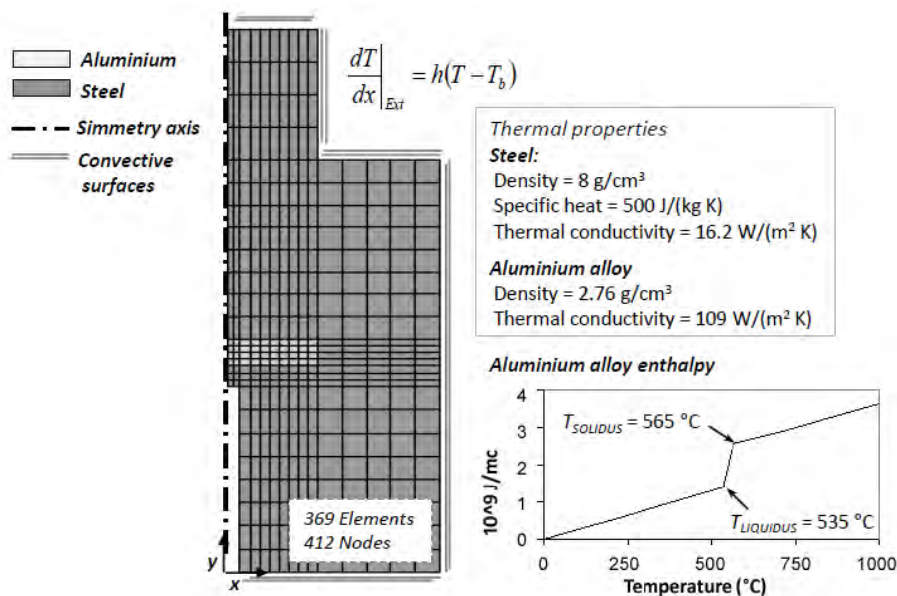 Aluminium
Steel
Simmetry axis
Convective
surfaces
dT/dx|Ext = h(T − Tb)
Thermal properties
Steel:
Density = 8 g/cm³
Specific heat = 500 J/(kg K)
Thermal conductivity = 16.2 W/(m² K)
Aluminium alloy
Density = 2.76 g/cm³
Thermal conductivity = 109 W/(m² K)
Aluminium alloy enthalpy
10^9 J/mc
4
3
2
1
0
TSOLIDUS = 565 °C
TLIQUIDUS = 535 °C
0
250
500
750
1000
Temperature (°C)
369 Elements
412 Nodes
y
x